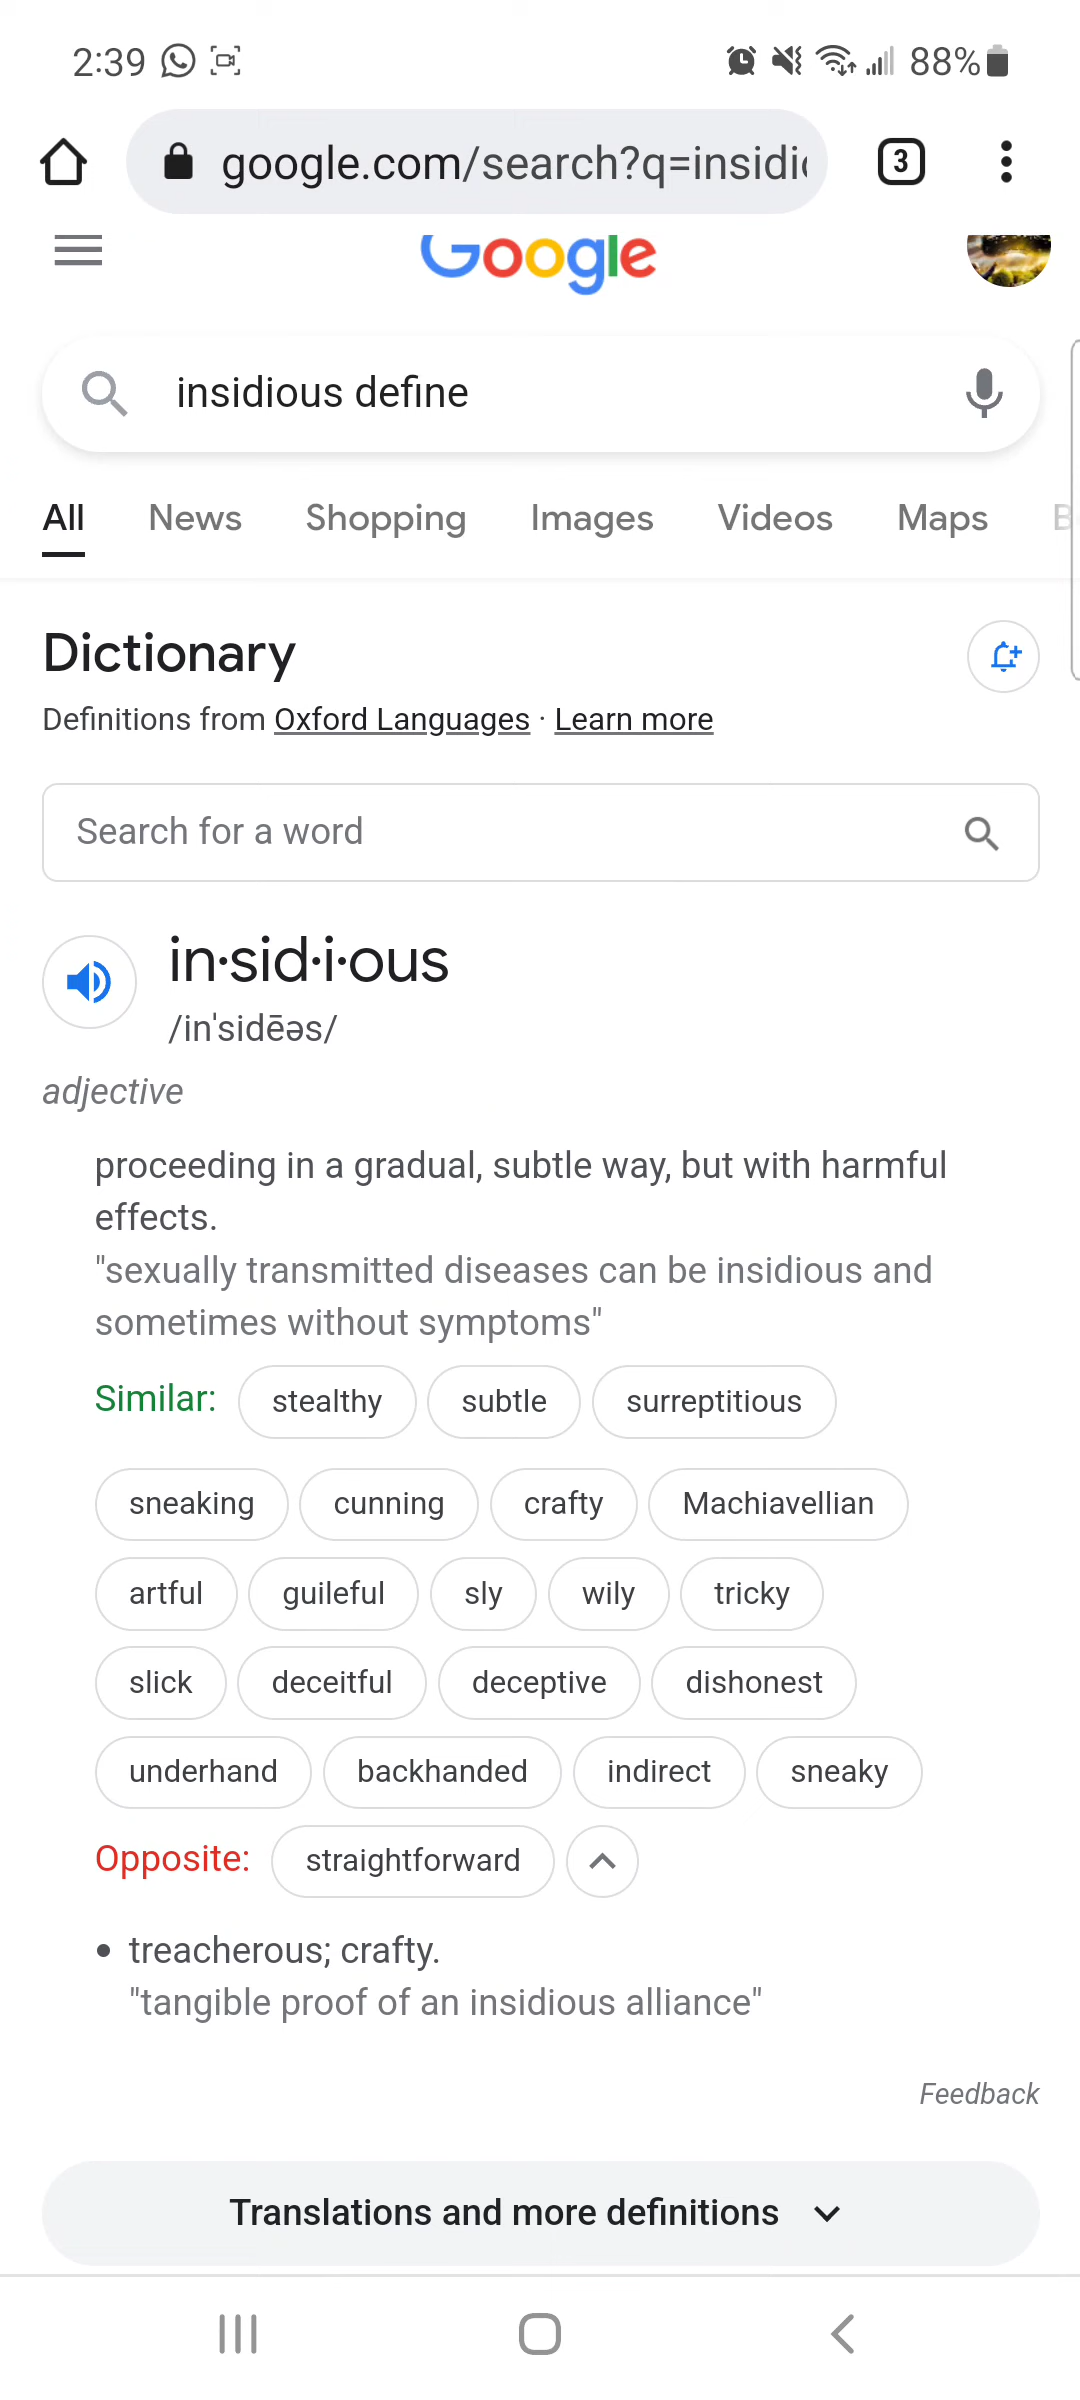 2:39 88%
google.com/search?q=insidi
3
Google
insidious define
All News Shopping Images Videos Maps B
Dictionary
Definitions from Oxford Languages · Learn more
Search for a word
in·sid·i·ous
/inˈsidēəs/
adjective
proceeding in a gradual, subtle way, but with harmful
effects.
"sexually transmitted diseases can be insidious and
sometimes without symptoms"
Similar: stealthy subtle surreptitious
sneaking cunning crafty Machiavellian
artful guileful sly wily tricky
slick deceitful deceptive dishonest
underhand backhanded indirect sneaky
Opposite: straightforward
• treacherous; crafty.
"tangible proof of an insidious alliance"
Feedback
Translations and more definitions